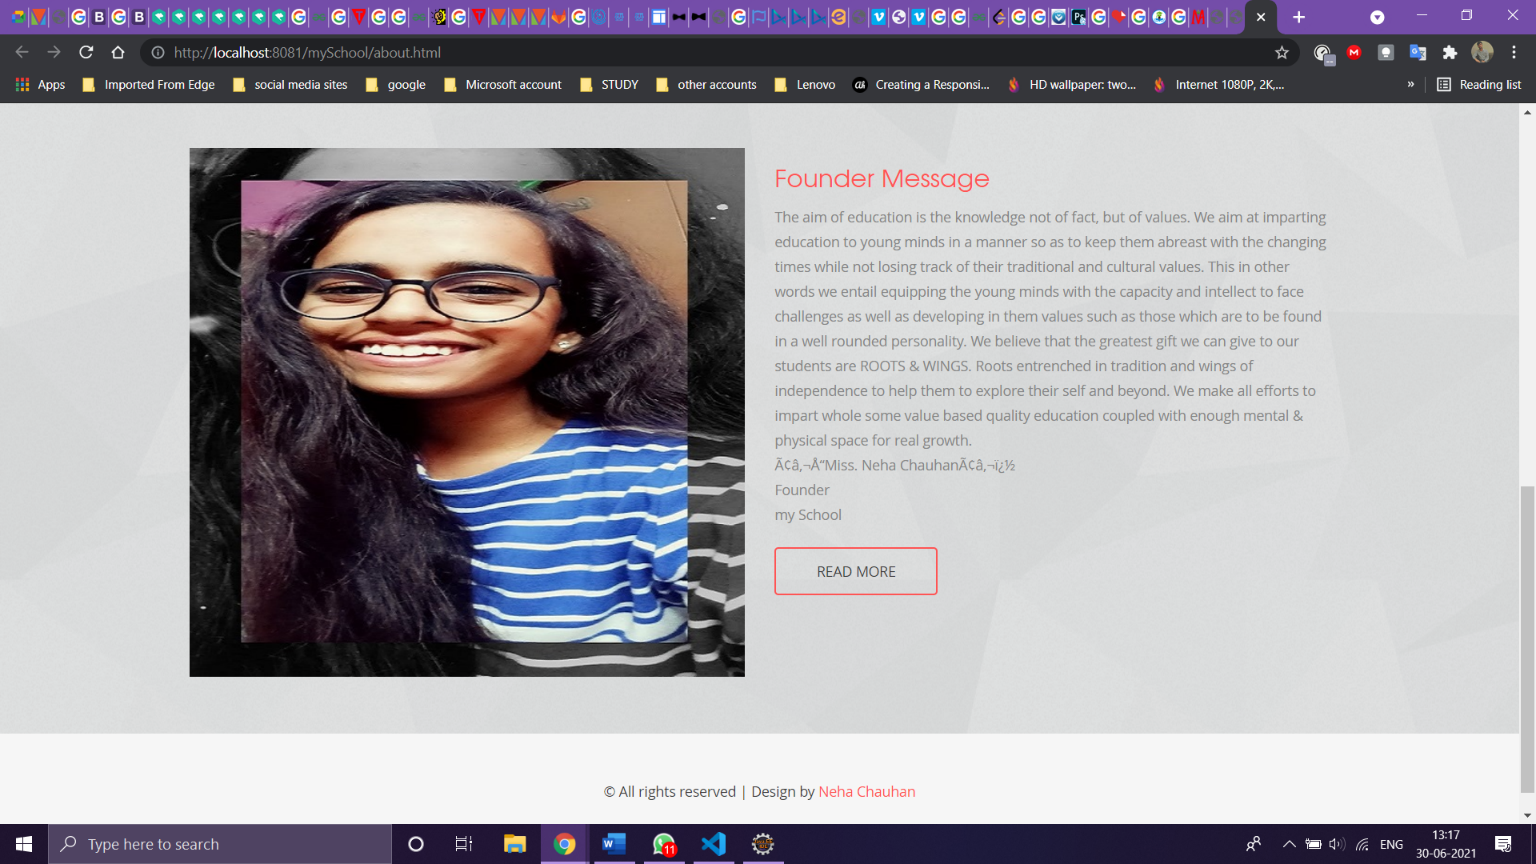 http://localhost:8081/mySchool/about.html
Apps Imported From Edge social media sites google Microsoft account STUDY other accounts Lenovo Creating a Responsi... HD wallpaper: two... Internet 1080P, 2K,... » Reading list
Founder Message
The aim of education is the knowledge not of fact, but of values. We aim at imparting
education to young minds in a manner so as to keep them abreast with the changing
times while not losing track of their traditional and cultural values. This in other
words we entail equipping the young minds with the capacity and intellect to face
challenges as well as developing in them values such as those which are to be found
in a well rounded personality. We believe that the greatest gift we can give to our
students are ROOTS & WINGS. Roots entrenched in tradition and wings of
independence to help them to explore their self and beyond. We make all efforts to
impart whole some value based quality education coupled with enough mental &
physical space for real growth.
Ã¢â‚¬Å“Miss. Neha ChauhanÃ¢â‚¬ï¿½
Founder
my School
READ MORE
© All rights reserved | Design by Neha Chauhan
Type here to search
11
ENG
13:17
30-06-2021